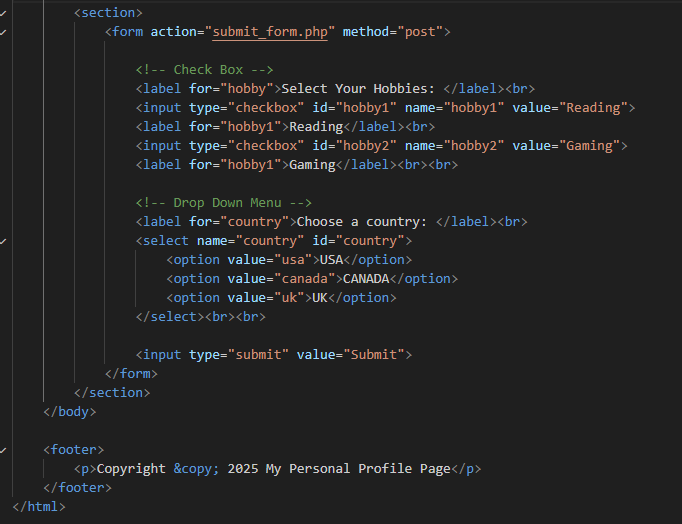 <section>
<form action="submit_form.php" method="post">
<!-- Check Box -->
<label for="hobby">Select Your Hobbies: </label><br>
<input type="checkbox" id="hobby1" name="hobby1" value="Reading">
<label for="hobby1">Reading</label><br>
<input type="checkbox" id="hobby2" name="hobby2" value="Gaming">
<label for="hobby1">Gaming</label><br><br>
<!-- Drop Down Menu -->
<label for="country">Choose a country: </label><br>
<select name="country" id="country">
<option value="usa">USA</option>
<option value="canada">CANADA</option>
<option value="uk">UK</option>
</select><br><br>
<input type="submit" value="Submit">
</form>
</section>
</body>
<footer>
<p>Copyright &copy; 2025 My Personal Profile Page</p>
</footer>
</html>